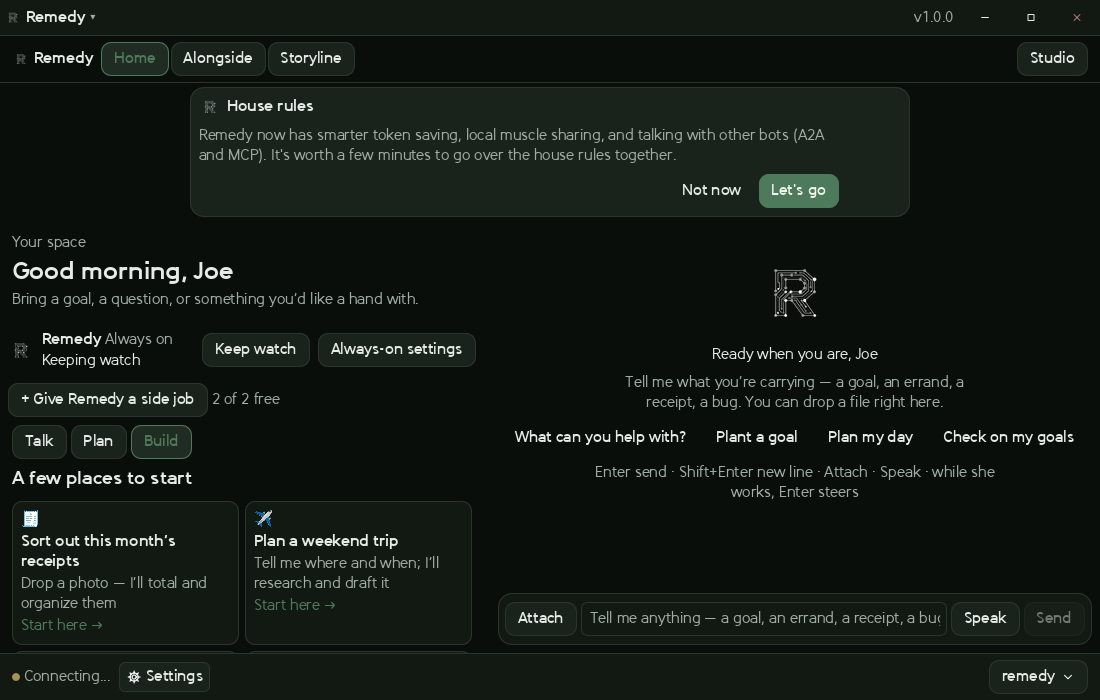 Remedy ▾
v1.0.0
Remedy
Home
Alongside
Storyline
Studio
House rules
Remedy now has smarter token saving, local muscle sharing, and talking with other bots (A2A
and MCP). It's worth a few minutes to go over the house rules together.
Not now
Let's go
Your space
Good morning, Joe
Bring a goal, a question, or something you'd like a hand with.
Remedy Always on
Keeping watch
Keep watch
Always-on settings
+ Give Remedy a side job
2 of 2 free
Talk
Plan
Build
A few places to start
Sort out this month's
receipts
Drop a photo — I'll total and
organize them
Start here →
Plan a weekend trip
Tell me where and when; I'll
research and draft it
Start here →
Ready when you are, Joe
Tell me what you're carrying — a goal, an errand, a
receipt, a bug. You can drop a file right here.
What can you help with?
Plant a goal
Plan my day
Check on my goals
Enter send · Shift+Enter new line · Attach · Speak · while she
works, Enter steers
Attach
Tell me anything — a goal, an errand, a receipt, a bug
Speak
Send
Connecting...
Settings
remedy